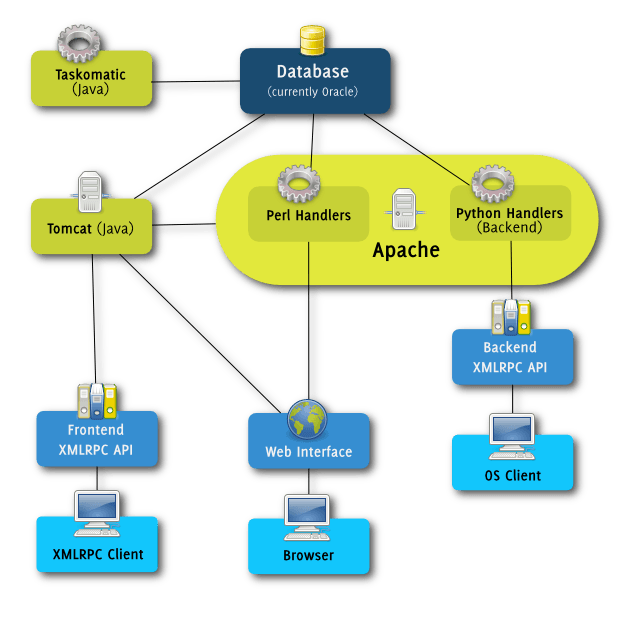 Taskomatic
(Java)
Database
(currently Oracle)
Tomcat (Java)
Perl Handlers
Python Handlers
(Backend)
Apache
Backend
XMLRPC API
Frontend
XMLRPC API
Web Interface
OS Client
XMLRPC Client
Browser